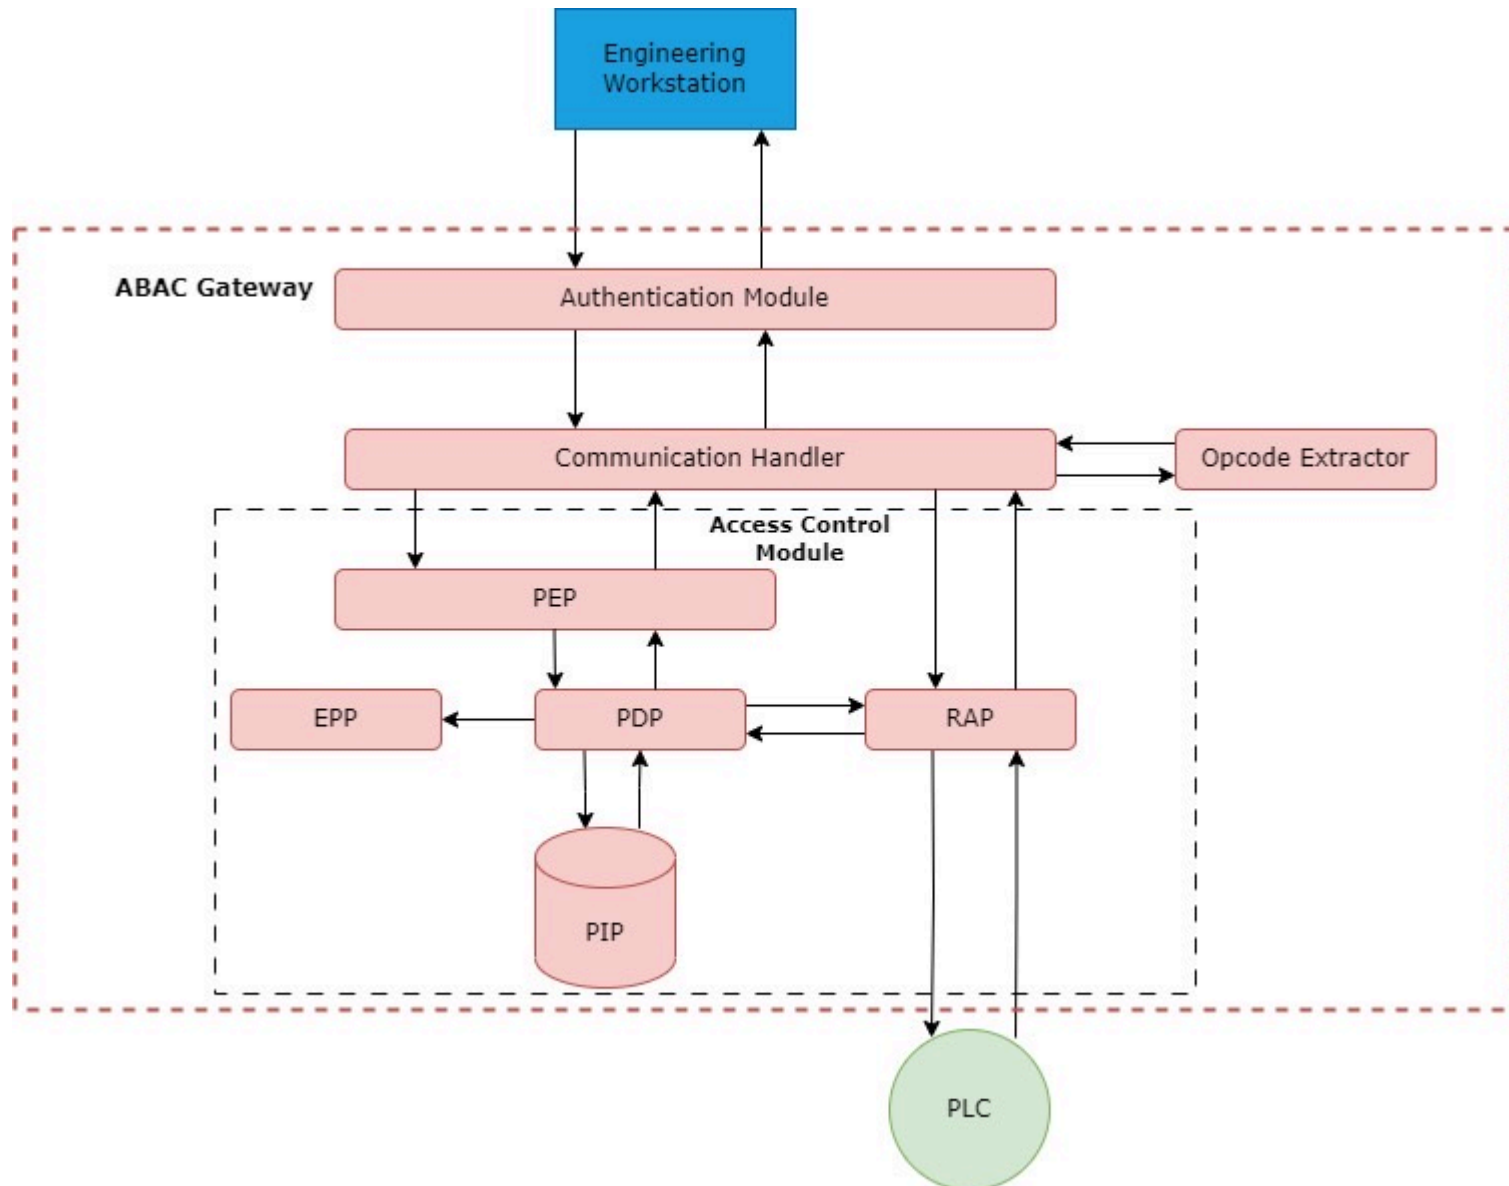 Engineering
Workstation
ABAC Gateway
Authentication Module
Communication Handler
Opcode Extractor
Access Control
Module
PEP
EPP
PDP
RAP
PIP
PLC